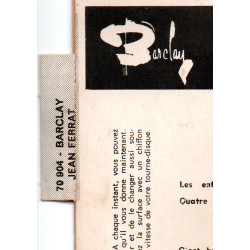 Barclay
70 904 - BARCLAY
JEAN FERRAT
A chaque instant, vous pouvez
qu'il vous donne maintenant.
et de le changer aussi sou-
la surface avec un chiffon
vitesse de votre tourne-disque.
Les enf
Quatre